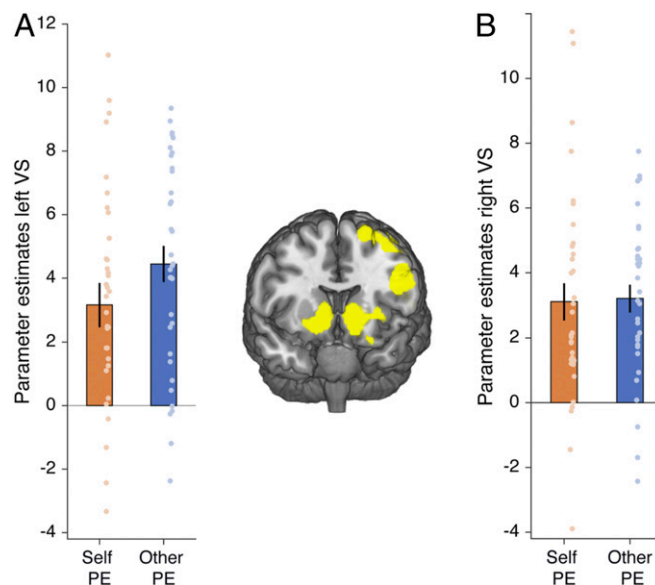 A
Parameter estimates left VS
12
10
8
6
4
2
0
-2
-4
Self
PE
Other
PE
B
Parameter estimates right VS
10
8
6
4
2
0
-2
-4
Self
PE
Other
PE